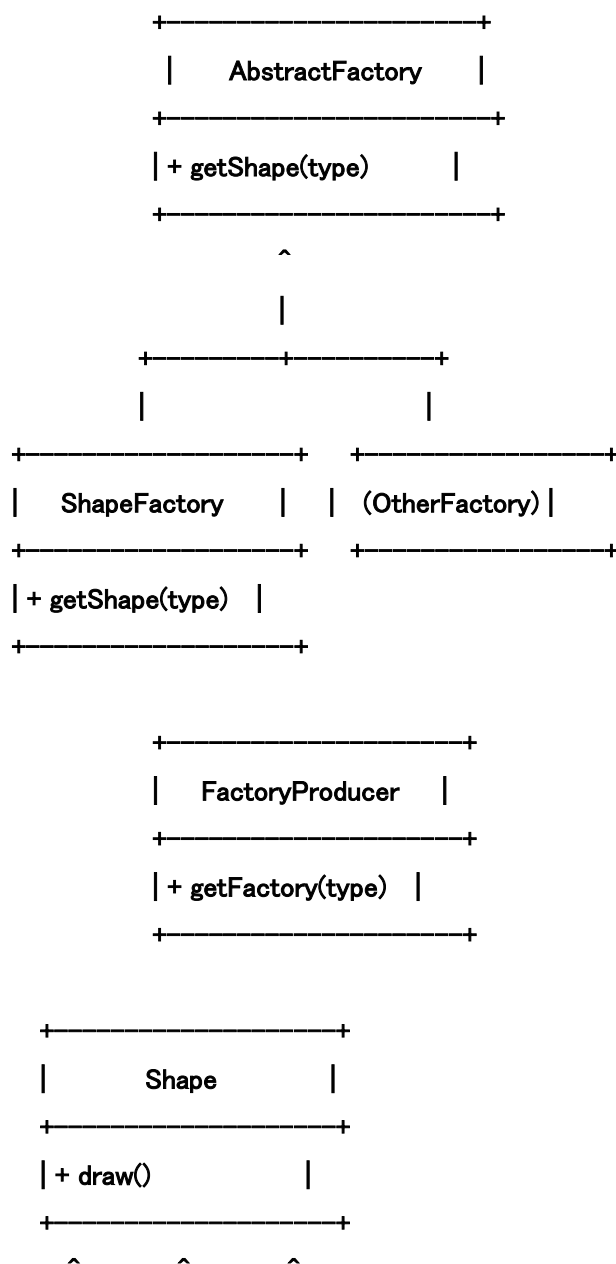 +-----------------------+
| AbstractFactory |
+------------------------+
| + getShape(type) |
+------------------------+
^
|
+---------+----------+
| |
+--------------------+ +------------------+
| ShapeFactory | | (OtherFactory) |
+--------------------+ +------------------+
| + getShape(type) |
+--------------------+
+----------------------+
| FactoryProducer |
+----------------------+
| + getFactory(type) |
+----------------------+
+---------------------+
| Shape |
+---------------------+
| + draw() |
+---------------------+
^ ^ ^